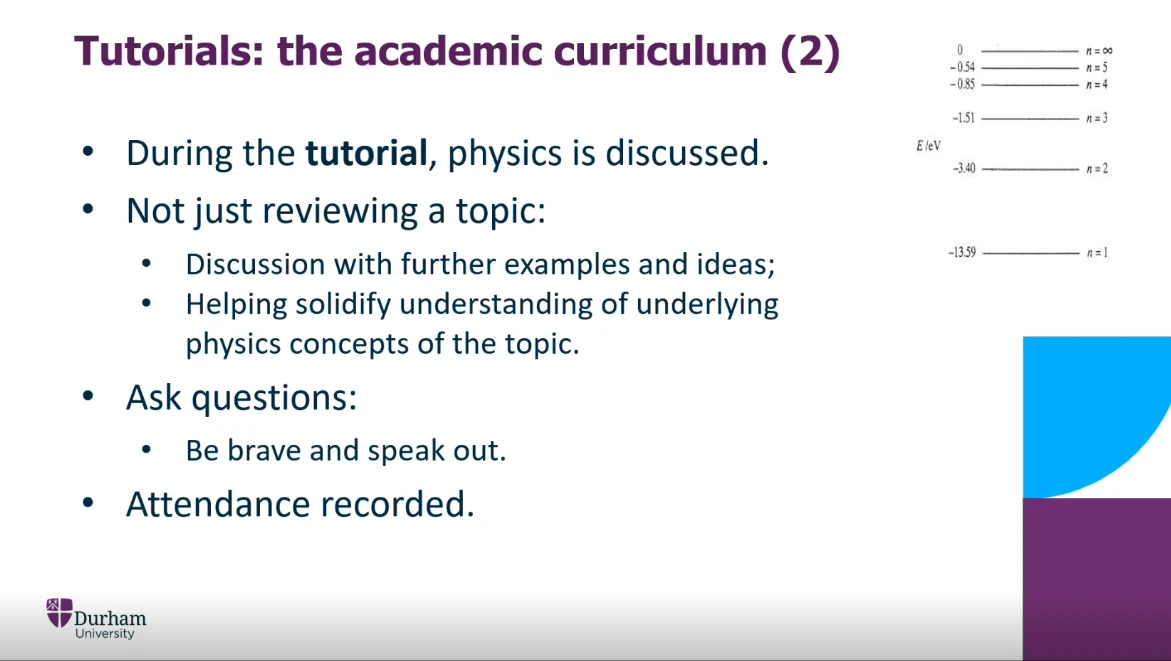 Tutorials: the academic curriculum (2)
• During the tutorial, physics is discussed.
• Not just reviewing a topic:
• Discussion with further examples and ideas;
• Helping solidify understanding of underlying
physics concepts of the topic.
• Ask questions:
• Be brave and speak out.
• Attendance recorded.
0 n = ∞
−0.54 n = 5
−0.85 n = 4
−1.51 n = 3
E /eV
−3.40 n = 2
−13.59 n = 1
Durham
University